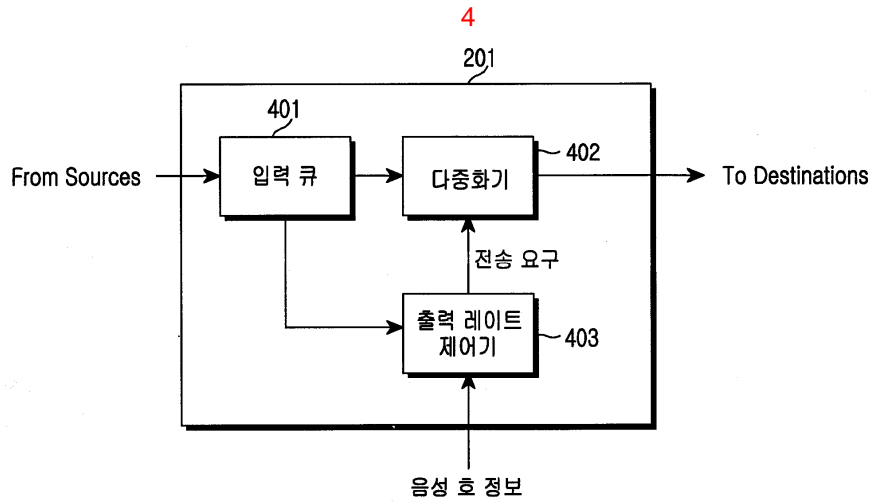 4
201
401
입력 큐
402
다중화기
From Sources
To Destinations
전송 요구
출력 레이트
제어기
403
음성 호 정보